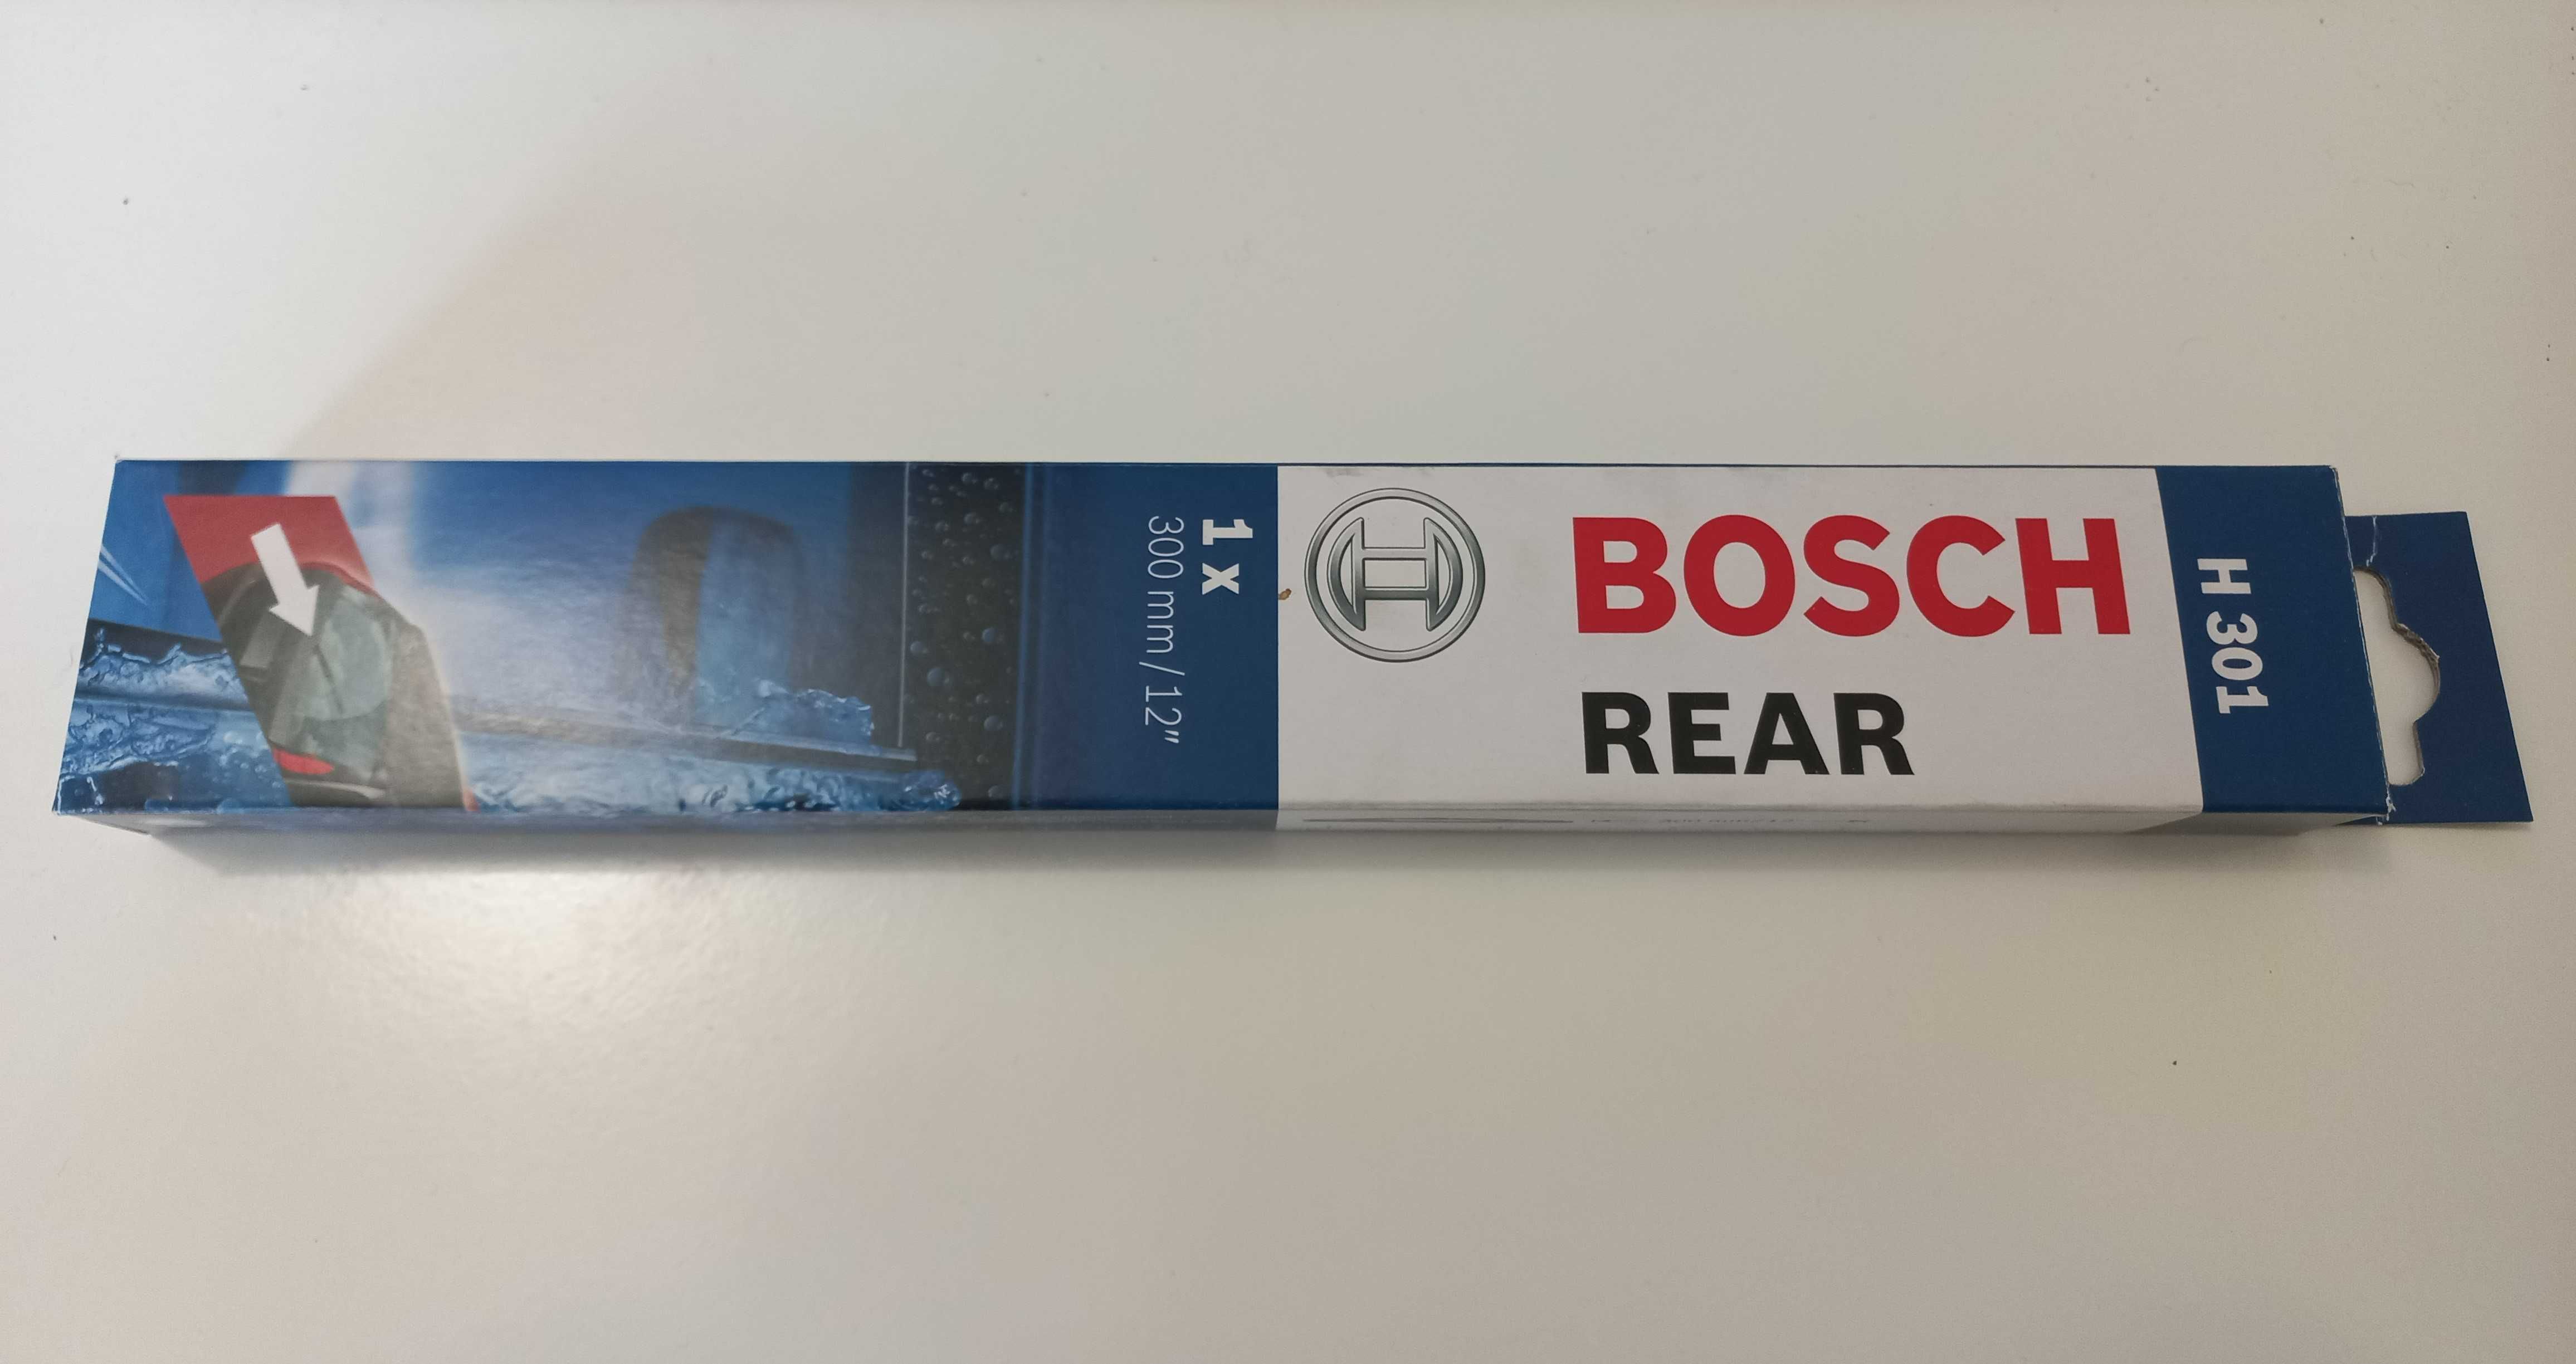 BOSCH
REAR
H 301
1 x
300 mm / 12"